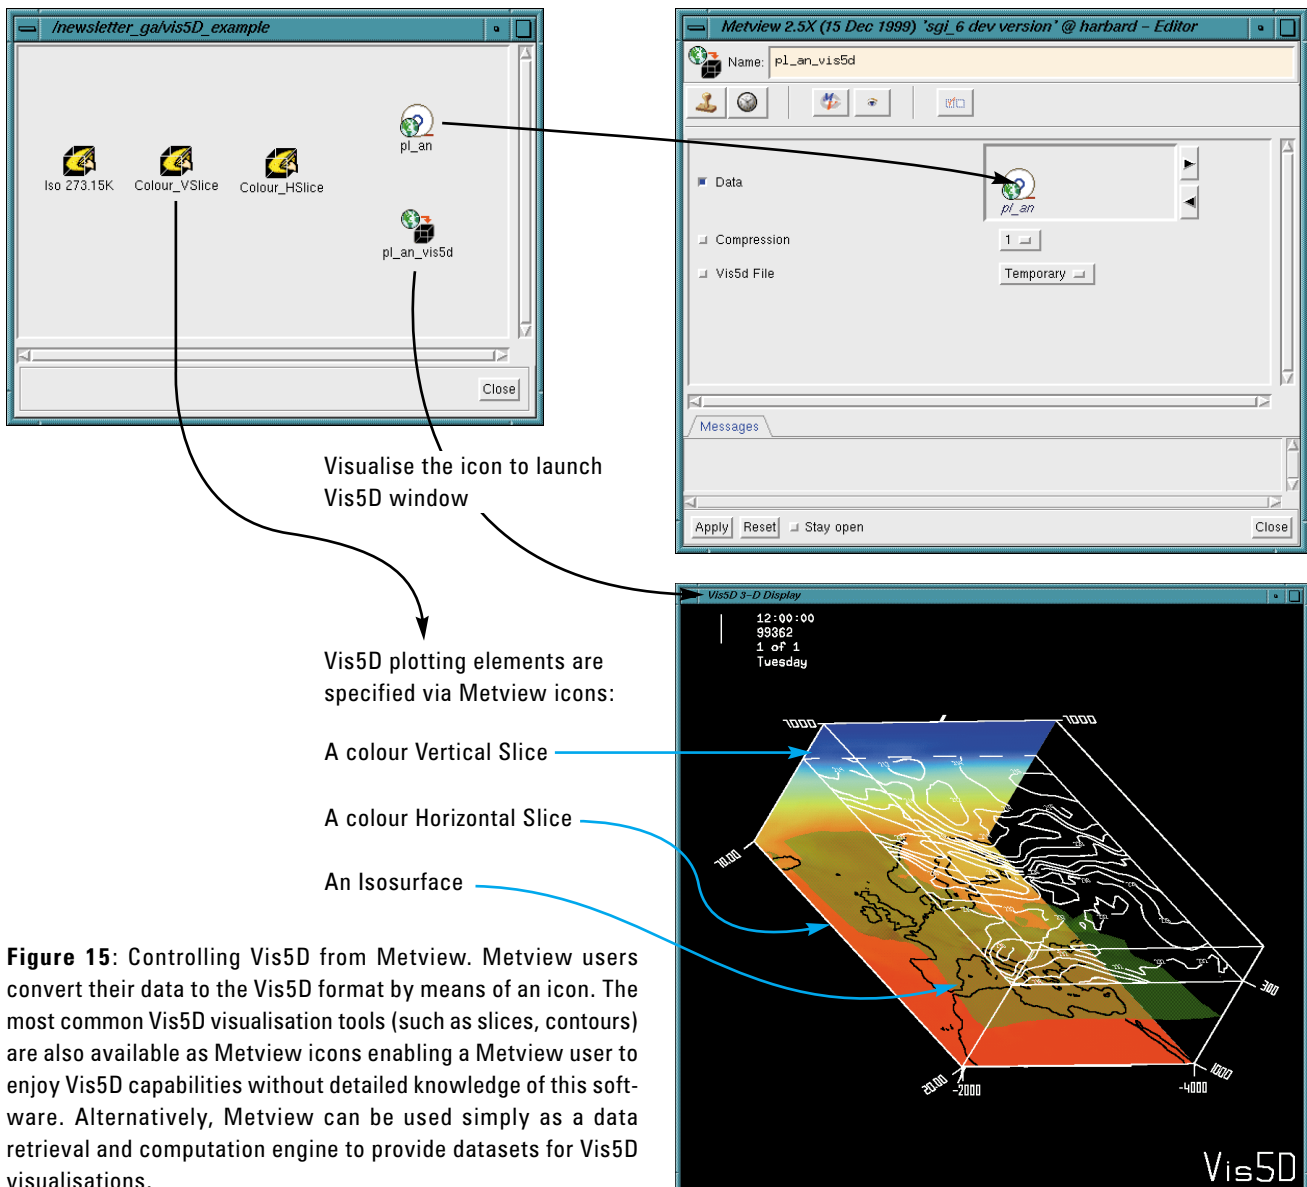 /newsletter_ga/vis5D_example
pl_an
Iso 273.15K
Colour_VSlice
Colour_HSlice
pl_an_vis5d
Close
Metview 2.5X (15 Dec 1999) 'sgi_6 dev version' @ harbard – Editor
Name: pl_an_vis5d
Data
pl_an
Compression
1
Vis5d File
Temporary
Messages
Apply
Reset
Stay open
Close
Visualise the icon to launch
Vis5D window
Vis5D plotting elements are
specified via Metview icons:
A colour Vertical Slice
A colour Horizontal Slice
An Isosurface
Vis5D 3–D Display
12:00:00
99362
1 of 1
Tuesday
1000
1000
70.00
300
20.00
-2000
-4000
1000
Vis5D
Figure 15: Controlling Vis5D from Metview. Metview users
convert their data to the Vis5D format by means of an icon. The
most common Vis5D visualisation tools (such as slices, contours)
are also available as Metview icons enabling a Metview user to
enjoy Vis5D capabilities without detailed knowledge of this soft-
ware. Alternatively, Metview can be used simply as a data
retrieval and computation engine to provide datasets for Vis5D
visualisations.